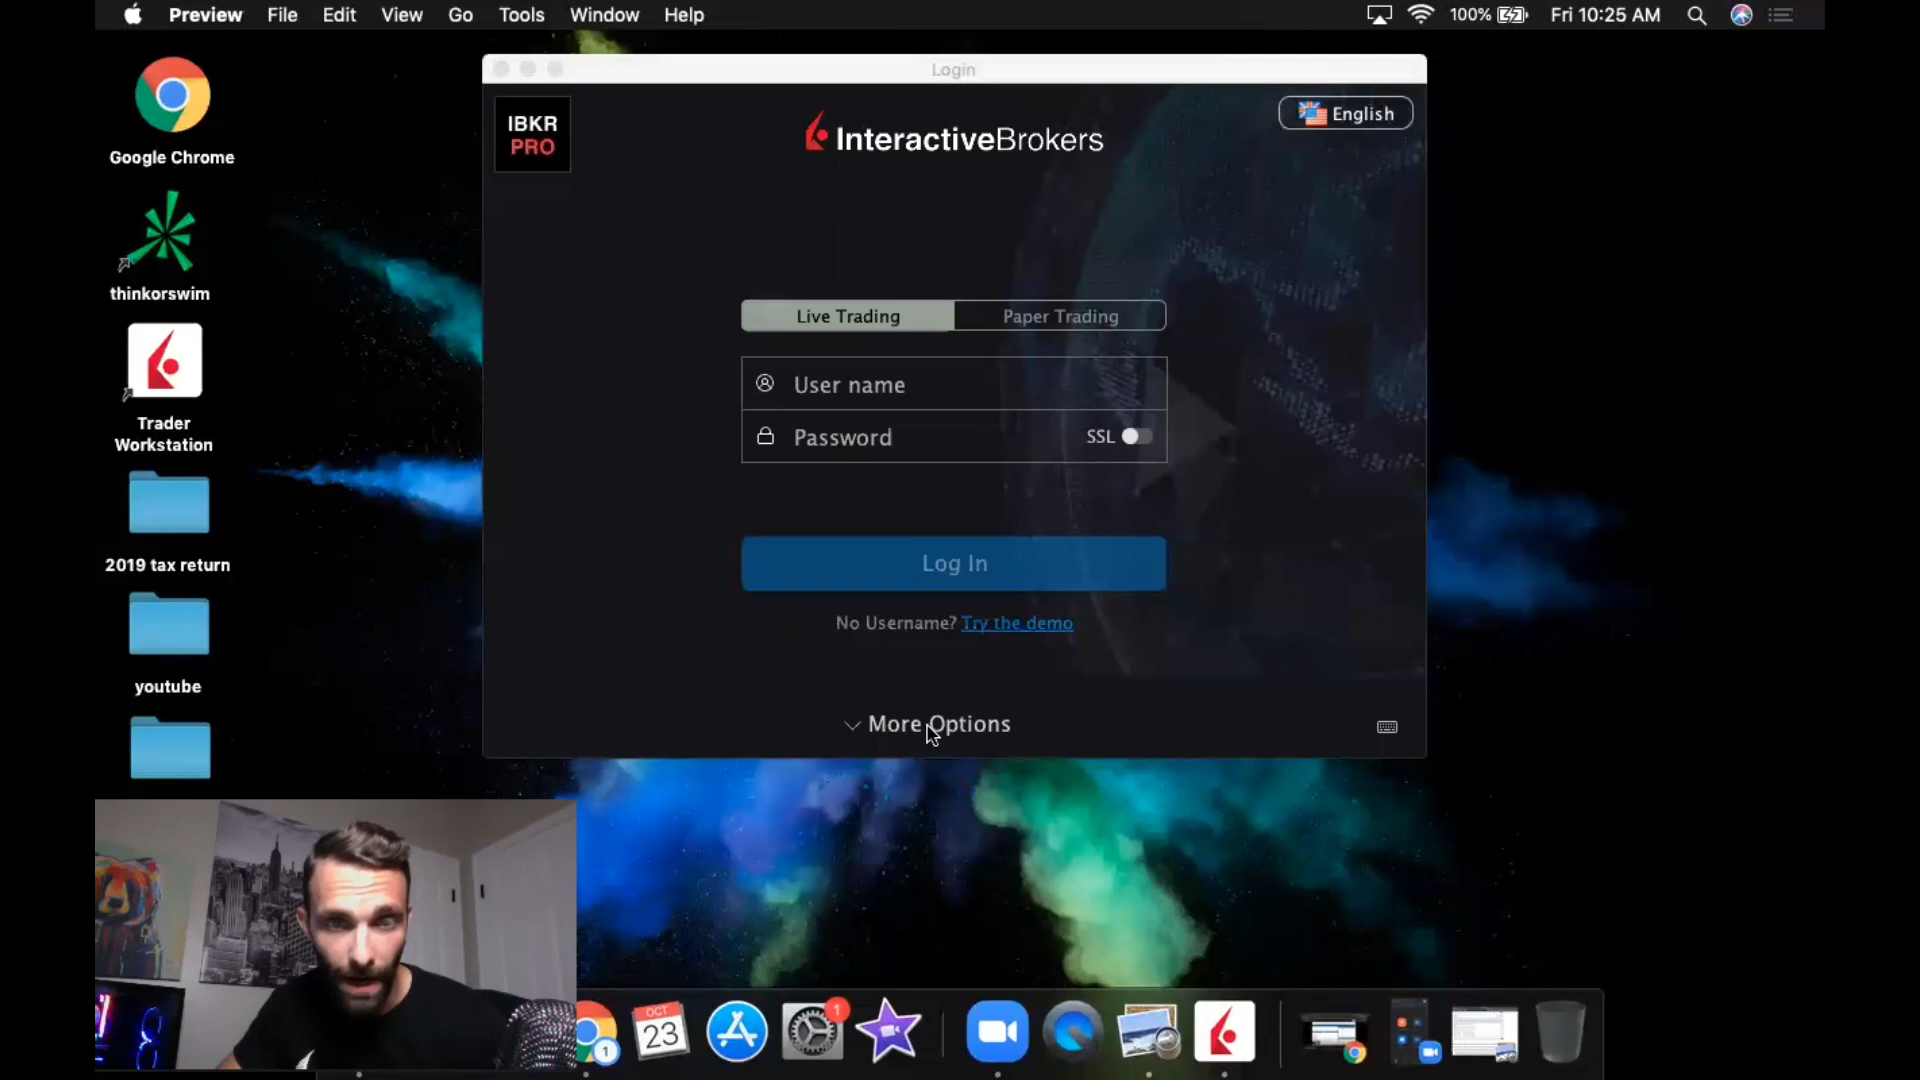 Preview File Edit View Go Tools Window Help
100% Fri 10:25 AM
Login
IBKR
PRO
InteractiveBrokers
English
Google Chrome
thinkorswim
Trader
Workstation
2019 tax return
youtube
Live Trading
Paper Trading
User name
Password
SSL
Log In
No Username? Try the demo
More Options
OCT
23
1
1